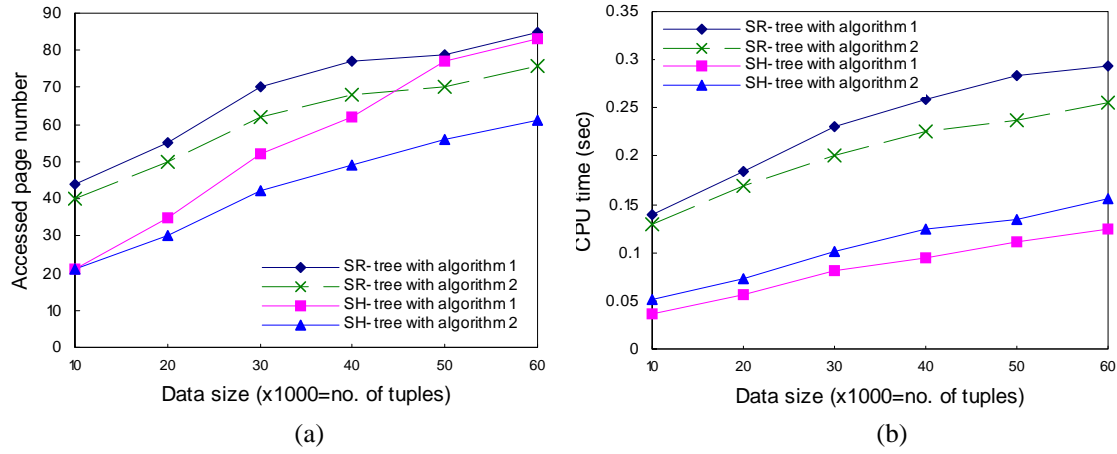 90
80
70
60
50
40
30
20
10
0
Accessed page number
SR- tree with algorithm 1
SR- tree with algorithm 2
SH- tree with algorithm 1
SH- tree with algorithm 2
10 20 30 40 50 60
Data size (x1000=no. of tuples)
(a)
0.35
0.3
0.25
0.2
0.15
0.1
0.05
0
CPU time (sec)
SR- tree with algorithm 1
SR- tree with algorithm 2
SH- tree with algorithm 1
SH- tree with algorithm 2
10 20 30 40 50 60
Data size (x1000=no. of tuples)
(b)